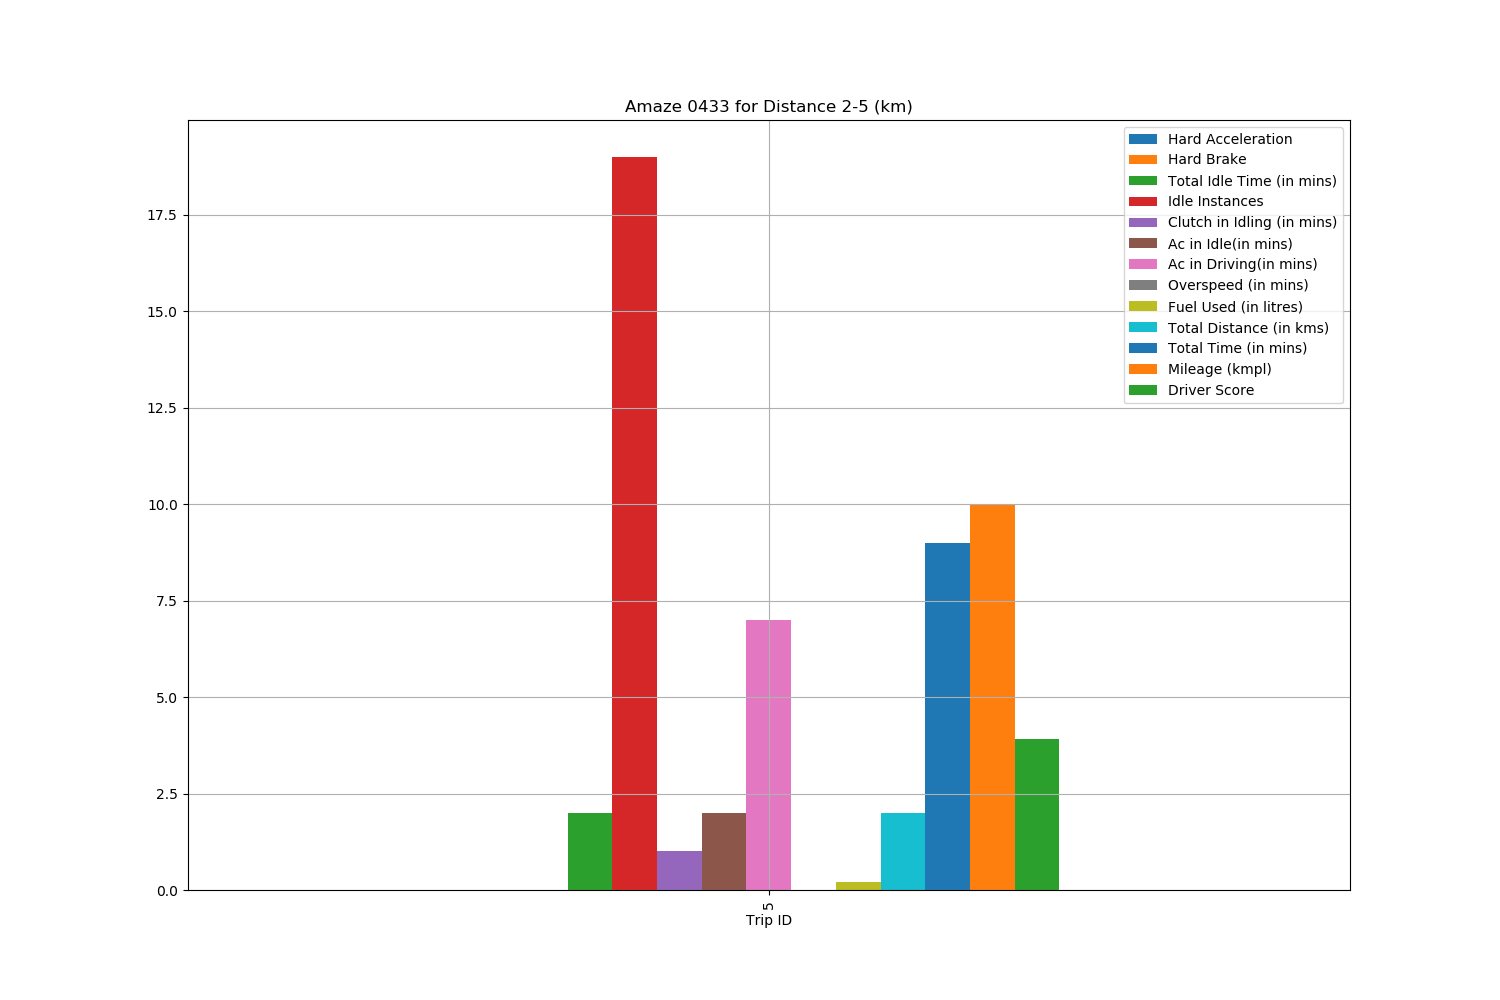 Amaze 0433 for Distance 2-5 (km)
Hard Acceleration
Hard Brake
Total Idle Time (in mins)
Idle Instances
Clutch in Idling (in mins)
Ac in Idle(in mins)
Ac in Driving(in mins)
Overspeed (in mins)
Fuel Used (in litres)
Total Distance (in kms)
Total Time (in mins)
Mileage (kmpl)
Driver Score
17.5
15.0
12.5
10.0
7.5
5.0
2.5
0.0
5
Trip ID